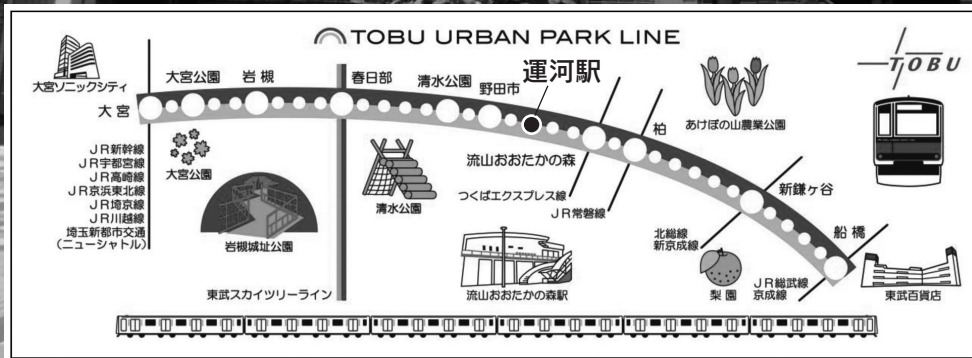 TOBU URBAN PARK LINE
TOBU
大宮ソニックシティ
大宮公園
岩槻
春日部
清水公園
野田市
運河駅
柏
あけぼの山農業公園
大宮
JR新幹線
JR宇都宮線
JR高崎線
JR京浜東北線
JR埼京線
JR川越線
埼玉新都市交通
(ニューシャトル)
大宮公園
岩槻城址公園
清水公園
流山おおたかの森
つくばエクスプレス線
JR常磐線
新鎌ヶ谷
北総線
新京成線
船橋
東武スカイツリーライン
流山おおたかの森駅
梨園
JR総武線
京成線
東武百貨店